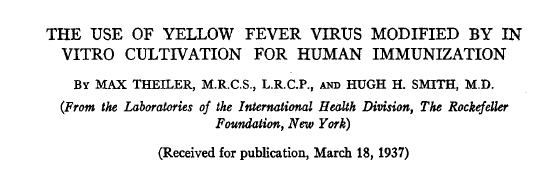 THE USE OF YELLOW FEVER VIRUS MODIFIED BY IN
VITRO CULTIVATION FOR HUMAN IMMUNIZATION
BY MAX THEILER, M.R.C.S., L.R.C.P., AND HUGH H. SMITH, M.D.
(From the Laboratories of the International Health Division, The Rockefeller
Foundation, New York)
(Received for publication, March 18, 1937)